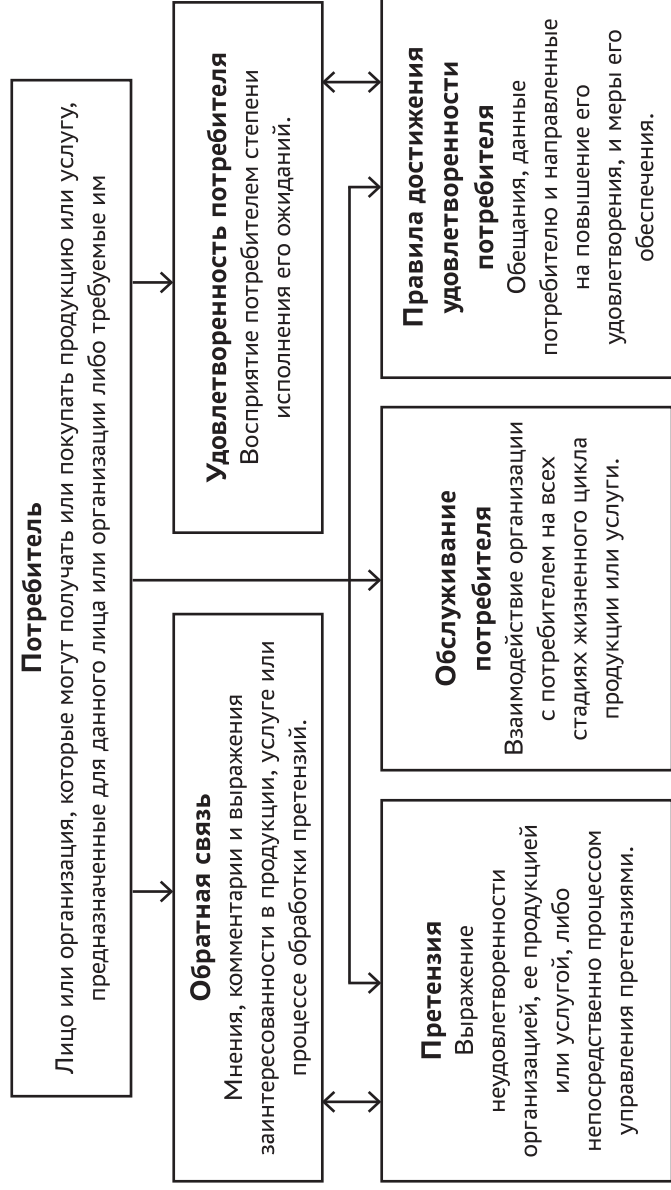 Потребитель
Лицо или организация, которые могут получать или покупать продукцию или услугу,
предназначенные для данного лица или организации либо требуемые им
Обратная связь
Мнения, комментарии и выражения
заинтересованности в продукции, услуге или
процессе обработки претензий.
Удовлетворенность потребителя
Восприятие потребителем степени
исполнения его ожиданий.
Претензия
Выражение
неудовлетворенности
организацией, ее продукцией
или услугой, либо
непосредственно процессом
управления претензиями.
Обслуживание
потребителя
Взаимодействие организации
с потребителем на всех
стадиях жизненного цикла
продукции или услуги.
Правила достижения
удовлетворенности
потребителя
Обещания, данные
потребителю и направленные
на повышение его
удовлетворения, и меры его
обеспечения.